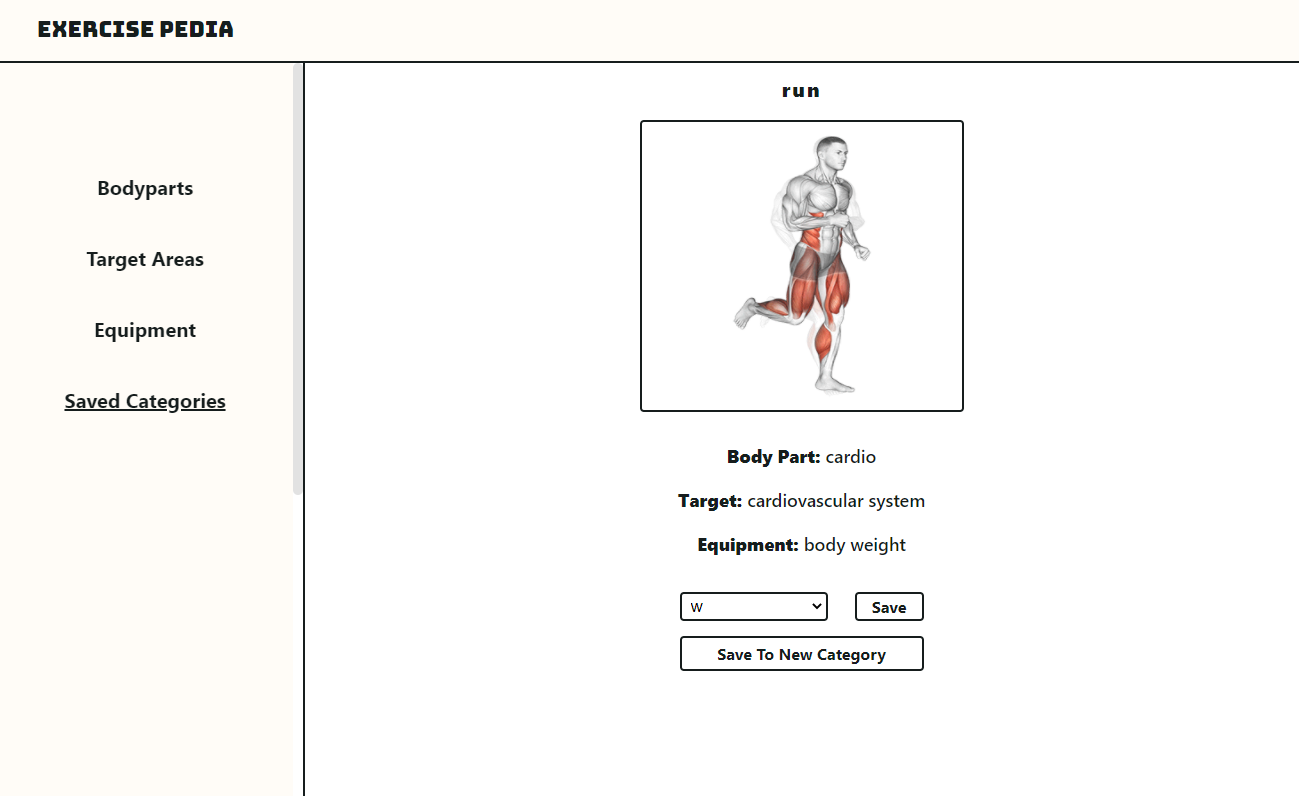 EXERCISE PEDIA
Bodyparts
Target Areas
Equipment
Saved Categories
run
Body Part: cardio
Target: cardiovascular system
Equipment: body weight
W
Save
Save To New Category